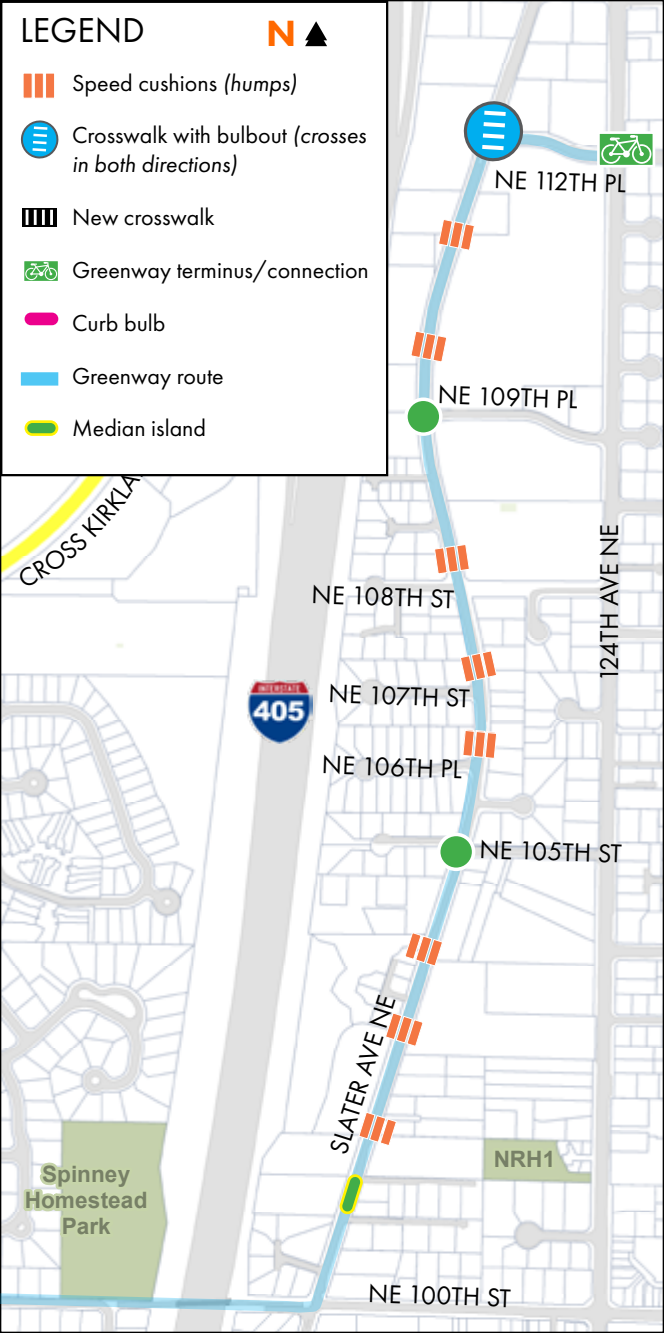 LEGEND
N
Speed cushions (humps)
Crosswalk with bulbout (crosses
in both directions)
New crosswalk
Greenway terminus/connection
Curb bulb
Greenway route
Median island
NE 112TH PL
NE 109TH PL
CROSS KIRKLA
NE 108TH ST
124TH AVE NE
INTERSTATE
405
NE 107TH ST
NE 106TH PL
NE 105TH ST
SLATER AVE NE
NRH1
Spinney
Homestead
Park
NE 100TH ST